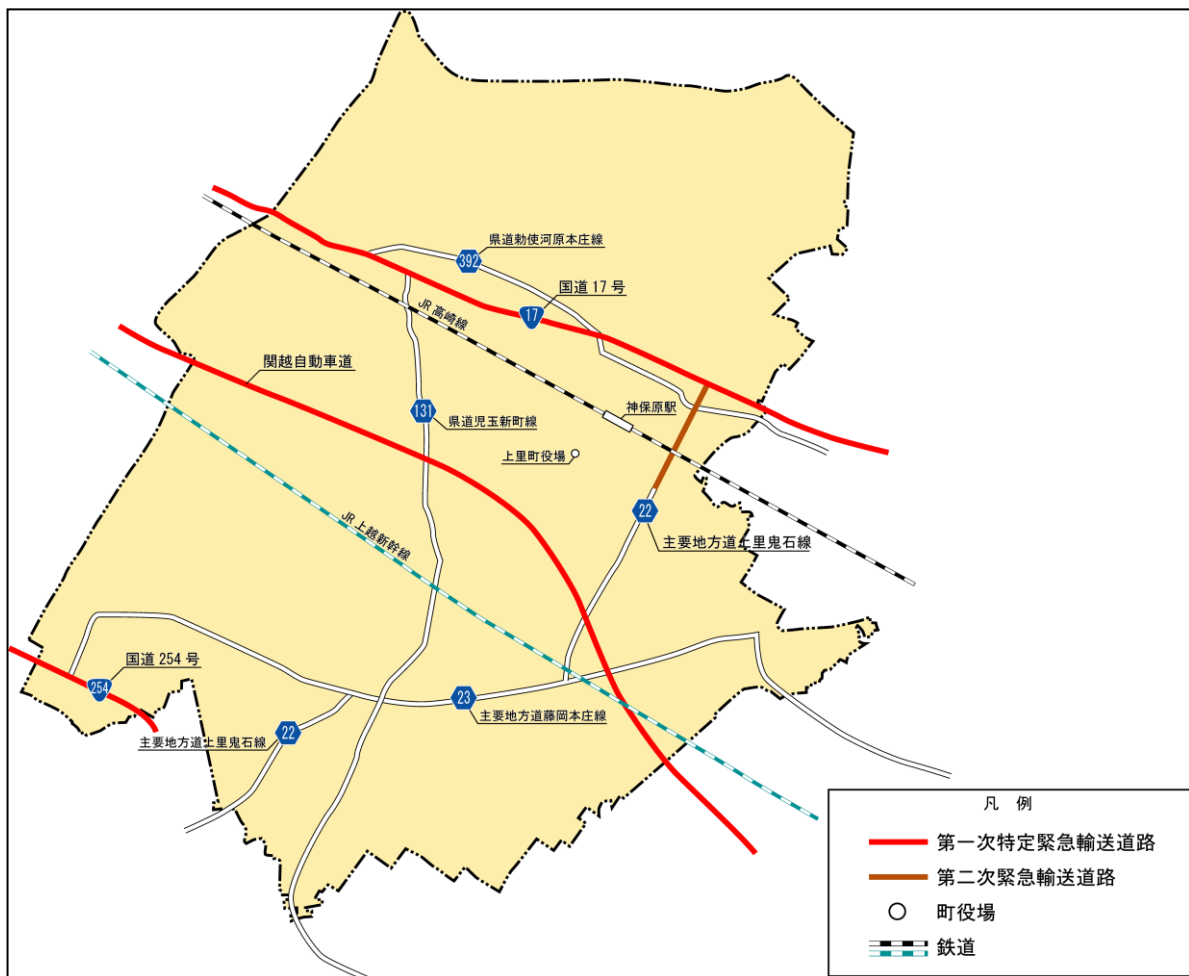 県道勅使河原本庄線
392
国道 17 号
17
JR 高崎線
関越自動車道
神保原駅
131
県道児玉新町線
上里町役場
22
主要地方道上里鬼石線
JR 上越新幹線
国道 254 号
254
23
主要地方道藤岡本庄線
22
主要地方道上里鬼石線
凡 例
第一次特定緊急輸送道路
第二次緊急輸送道路
町役場
鉄道